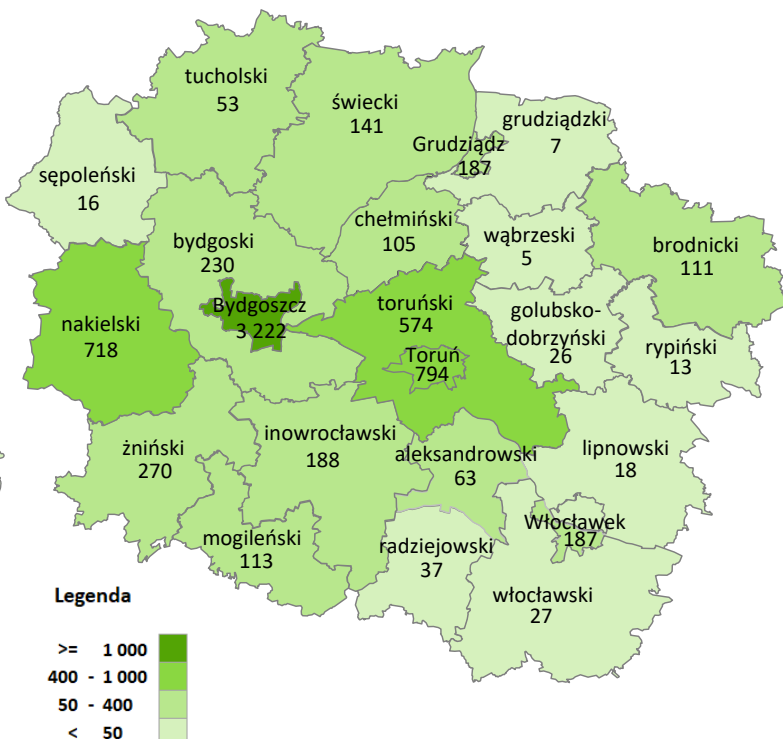 tucholski
53
świecki
141
grudziądzki
7
Grudziądz
187
sępoleński
16
chełmiński
105
wąbrzeski
5
brodnicki
111
bydgoski
230
Bydgoszcz
3 222
toruński
574
golubsko-
dobrzyński
26
nakielski
718
Toruń
794
rypiński
13
żniński
270
inowrocławski
188
aleksandrowski
63
lipnowski
18
mogileński
113
radziejowski
37
Włocławek
187
włocławski
27
Legenda
>= 1 000
400 - 1 000
50 - 400
< 50